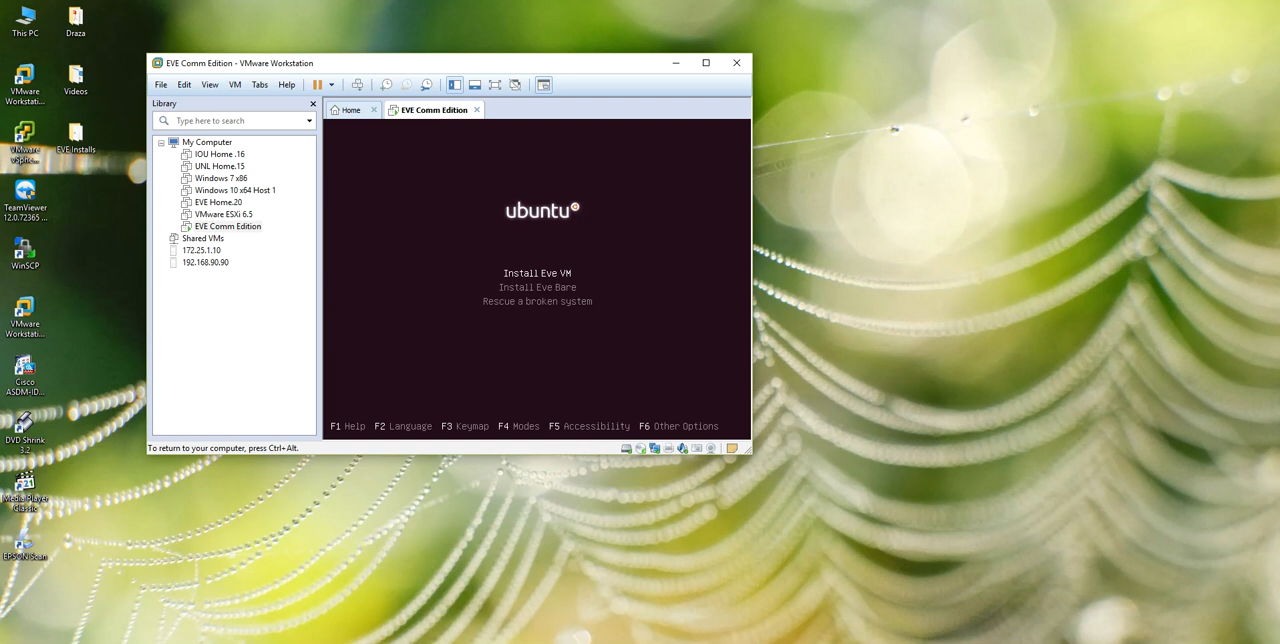 This PC
Draza
VMware
Workstati...
Videos
VMware
vSphe...
EVE Installs
TeamViewer
12.0.72365 ...
WinSCP
VMware
Workstati...
Cisco
ASDM-ID...
DVD Shrink
3.2
Media Player
Classic
EPSON Scan
EVE Comm Edition - VMware Workstation
File Edit View VM Tabs Help
Library
Type here to search
My Computer
IOU Home .16
UNL Home.15
Windows 7 x86
Windows 10 x64 Host 1
EVE Home.20
VMware ESXi 6.5
EVE Comm Edition
Shared VMs
172.25.1.10
192.168.90.90
Home
EVE Comm Edition
ubuntu
Install Eve VM
Install Eve Bare
Rescue a broken system
F1 Help F2 Language F3 Keymap F4 Modes F5 Accessibility F6 Other Options
To return to your computer, press Ctrl+Alt.